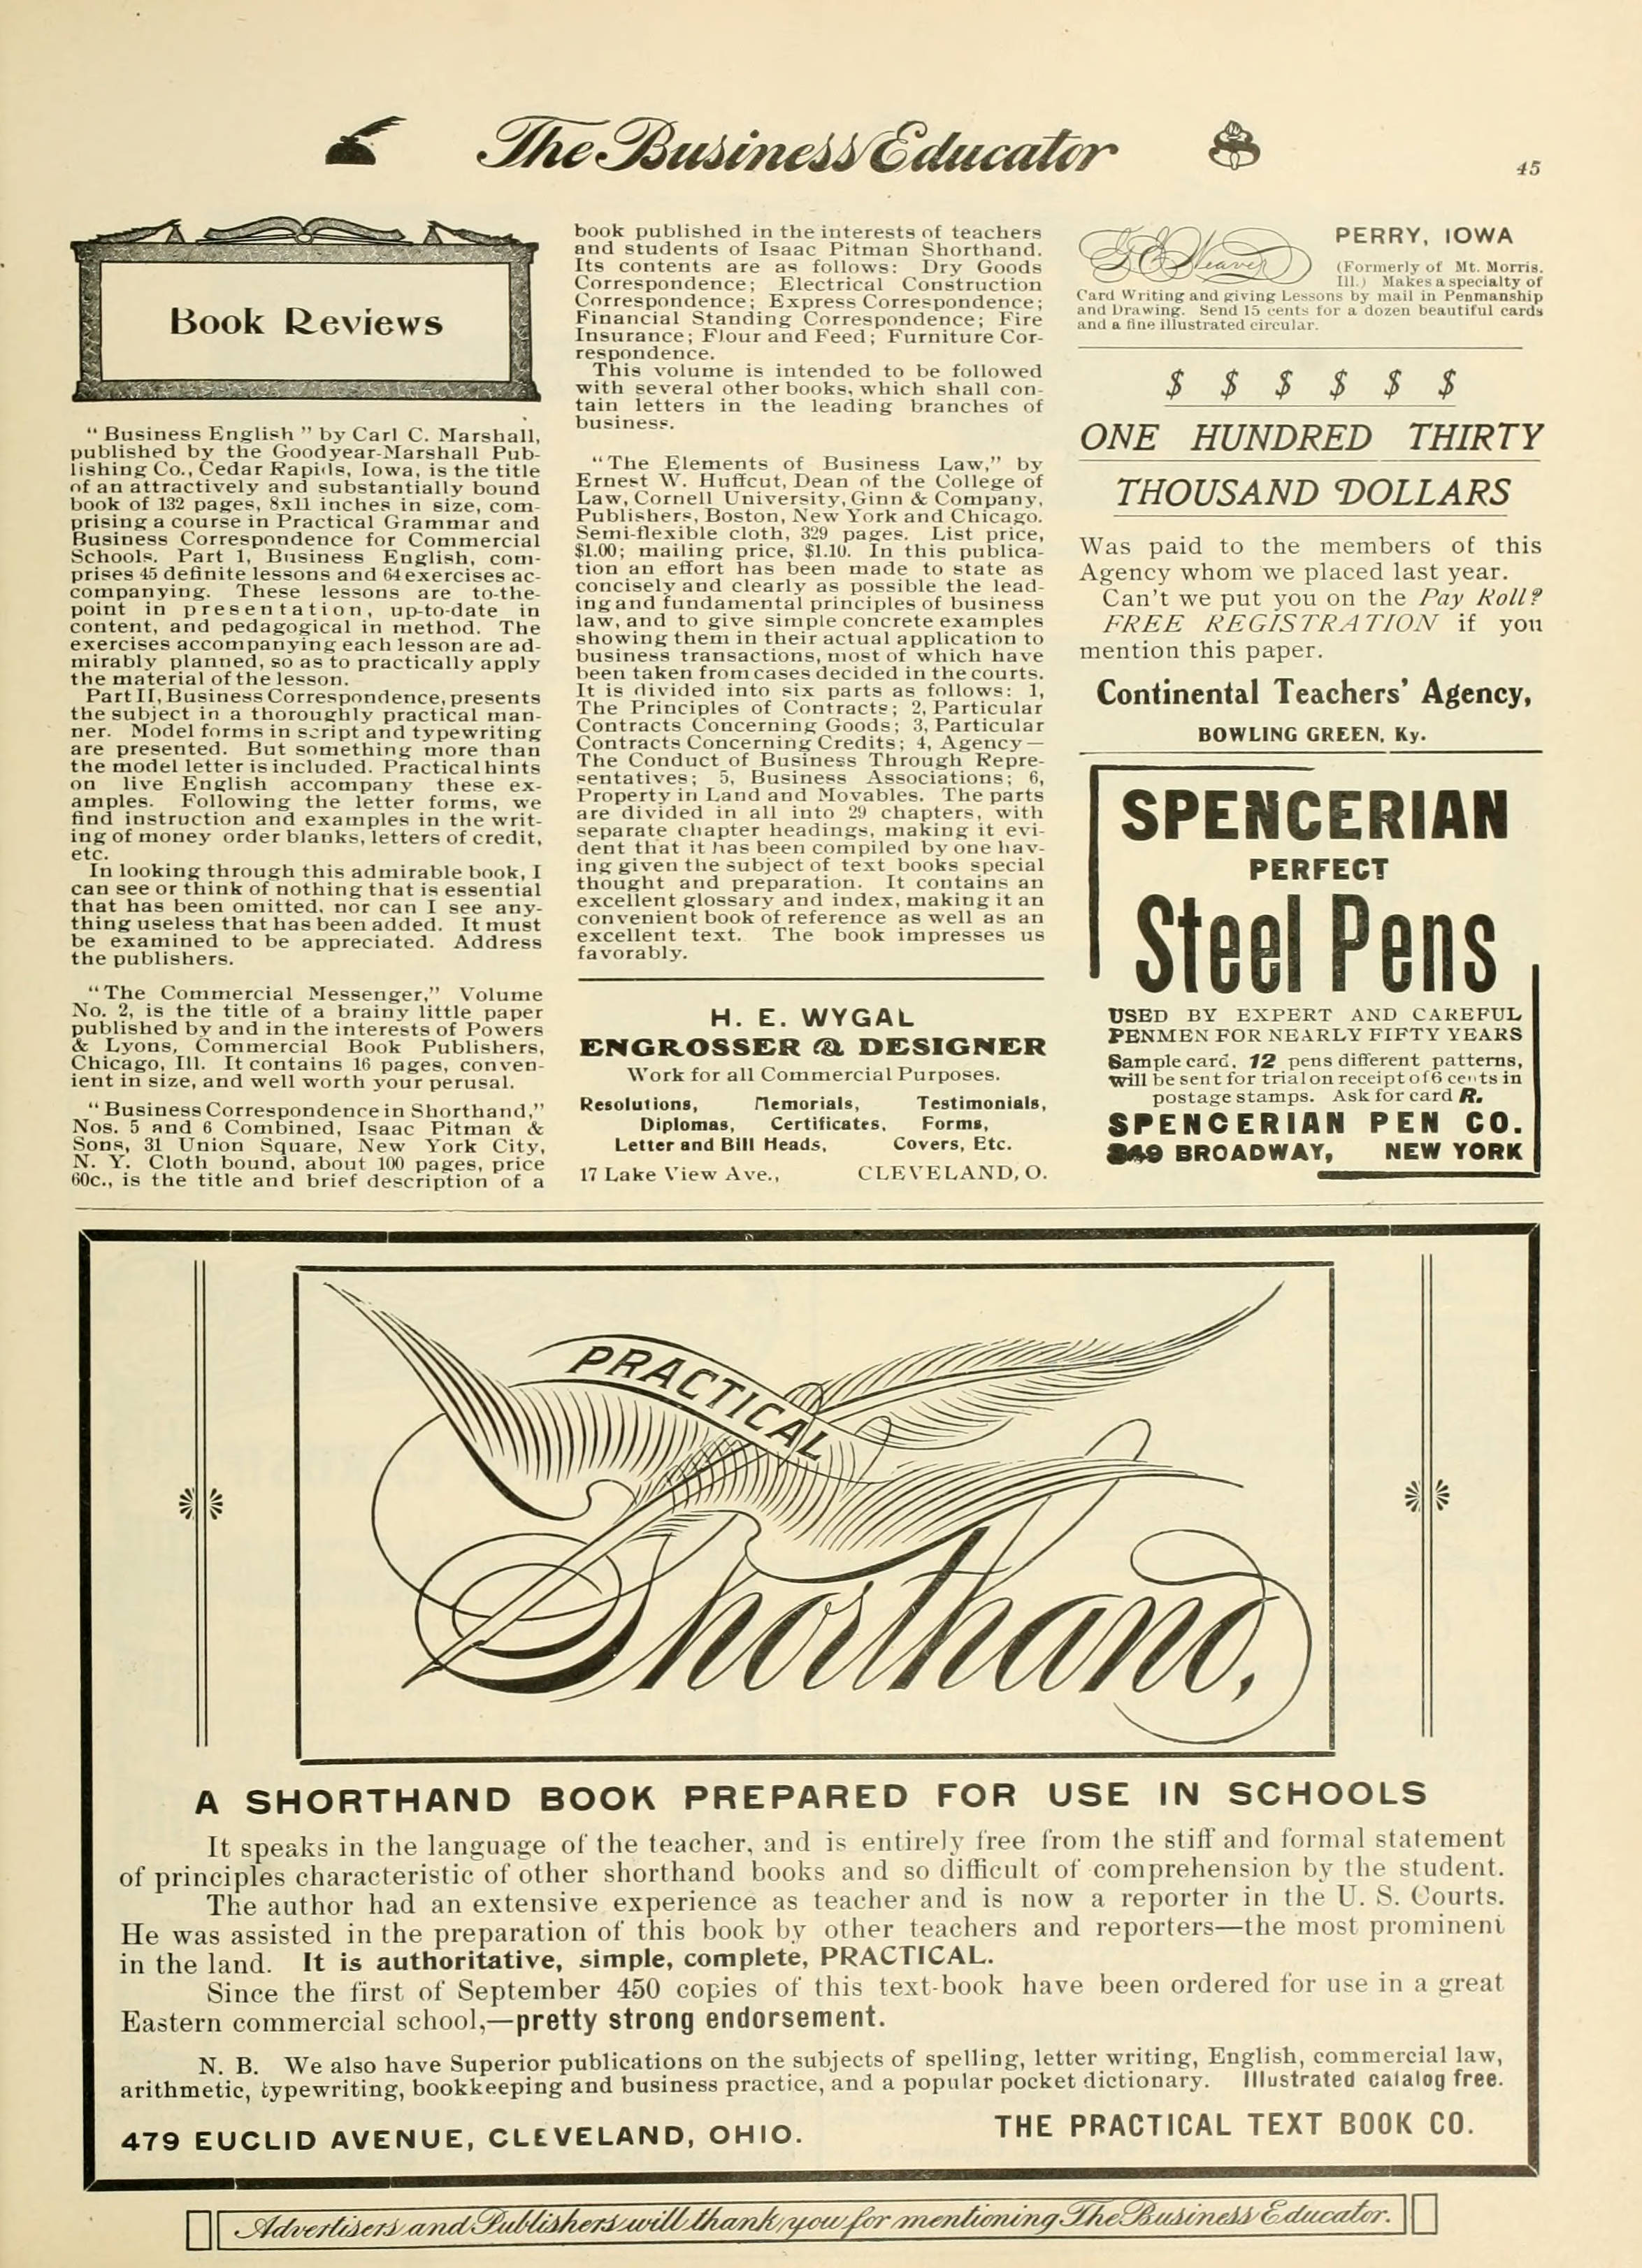 The Business Educator
45
Book Reviews
" Business English " by Carl C. Marshall,
published by the Goodyear-Marshall Pub-
lishing Co., Cedar Rapids, Iowa, is the title
of an attractively and substantially bound
book of 132 pages, 8x11 inches in size, com-
prising a course in Practical Grammar and
Business Correspondence for Commercial
Schools. Part 1, Business English, com-
prises 45 definite lessons and 64 exercises ac-
companying. These lessons are to-the-
point in presentation, up-to-date in
content, and pedagogical in method. The
exercises accompanying each lesson are ad-
mirably planned, so as to practically apply
the material of the lesson.
Part II, Business Correspondence, presents
the subject in a thoroughly practical man-
ner. Model forms in script and typewriting
are presented. But something more than
the model letter is included. Practical hints
on live English accompany these ex-
amples. Following the letter forms, we
find instruction and examples in the writ-
ing of money order blanks, letters of credit,
etc.
In looking through this admirable book, I
can see or think of nothing that is essential
that has been omitted, nor can I see any-
thing useless that has been added. It must
be examined to be appreciated. Address
the publishers.
"The Commercial Messenger," Volume
No. 2, is the title of a brainy little paper
published by and in the interests of Powers
& Lyons, Commercial Book Publishers,
Chicago, Ill. It contains 16 pages, conven-
ient in size, and well worth your perusal.
" Business Correspondence in Shorthand,"
Nos. 5 and 6 Combined, Isaac Pitman &
Sons, 31 Union Square, New York City,
N. Y. Cloth bound, about 100 pages, price
60c., is the title and brief description of a
book published in the interests of teachers
and students of Isaac Pitman Shorthand.
Its contents are as follows: Dry Goods
Correspondence; Electrical Construction
Correspondence; Express Correspondence;
Financial Standing Correspondence; Fire
Insurance; Flour and Feed; Furniture Cor-
respondence.
This volume is intended to be followed
with several other books, which shall con-
tain letters in the leading branches of
business.
"The Elements of Business Law," by
Ernest W. Huffcut, Dean of the College of
Law, Cornell University, Ginn & Company,
Publishers, Boston, New York and Chicago.
Semi-flexible cloth, 329 pages. List price,
$1.00; mailing price, $1.10. In this publica-
tion an effort has been made to state as
concisely and clearly as possible the lead-
ing and fundamental principles of business
law, and to give simple concrete examples
showing them in their actual application to
business transactions, most of which have
been taken from cases decided in the courts.
It is divided into six parts as follows: 1,
The Principles of Contracts; 2, Particular
Contracts Concerning Goods; 3, Particular
Contracts Concerning Credits; 4, Agency—
The Conduct of Business Through Repre-
sentatives; 5, Business Associations; 6,
Property in Land and Movables. The parts
are divided in all into 29 chapters, with
separate chapter headings, making it evi-
dent that it has been compiled by one hav-
ing given the subject of text books special
thought and preparation. It contains an
excellent glossary and index, making it an
convenient book of reference as well as an
excellent text. The book impresses us
favorably.
H. E. WYGAL
ENGROSSER & DESIGNER
Work for all Commercial Purposes.
Resolutions, Memorials, Testimonials,
Diplomas, Certificates, Forms,
Letter and Bill Heads, Covers, Etc.
17 Lake View Ave., CLEVELAND, O.
G E Weaver PERRY, IOWA
(Formerly of Mt. Morris,
Ill.) Makes a specialty of
Card Writing and giving Lessons by mail in Penmanship
and Drawing. Send 15 cents for a dozen beautiful cards
and a fine illustrated circular.
$ $ $ $ $ $
ONE HUNDRED THIRTY
THOUSAND DOLLARS
Was paid to the members of this
Agency whom we placed last year.
Can't we put you on the Pay Roll?
FREE REGISTRATION if you
mention this paper.
Continental Teachers' Agency,
BOWLING GREEN, Ky.
SPENCERIAN
PERFECT
Steel Pens
USED BY EXPERT AND CAREFUL
PENMEN FOR NEARLY FIFTY YEARS
Sample card, 12 pens different patterns,
will be sent for trial on receipt of 6 cents in
postage stamps. Ask for card R.
SPENCERIAN PEN CO.
349 BROADWAY, NEW YORK
PRACTICAL
Shorthand,
A SHORTHAND BOOK PREPARED FOR USE IN SCHOOLS
It speaks in the language of the teacher, and is entirely free from the stiff and formal statement
of principles characteristic of other shorthand books and so difficult of comprehension by the student.
The author had an extensive experience as teacher and is now a reporter in the U. S. Courts.
He was assisted in the preparation of this book by other teachers and reporters—the most prominent
in the land. It is authoritative, simple, complete, PRACTICAL.
Since the first of September 450 copies of this text-book have been ordered for use in a great
Eastern commercial school,—pretty strong endorsement.
N. B. We also have Superior publications on the subjects of spelling, letter writing, English, commercial law,
arithmetic, typewriting, bookkeeping and business practice, and a popular pocket dictionary. Illustrated catalog free.
479 EUCLID AVENUE, CLEVELAND, OHIO. THE PRACTICAL TEXT BOOK CO.
Advertisers and Publishers will thank you for mentioning The Business Educator.